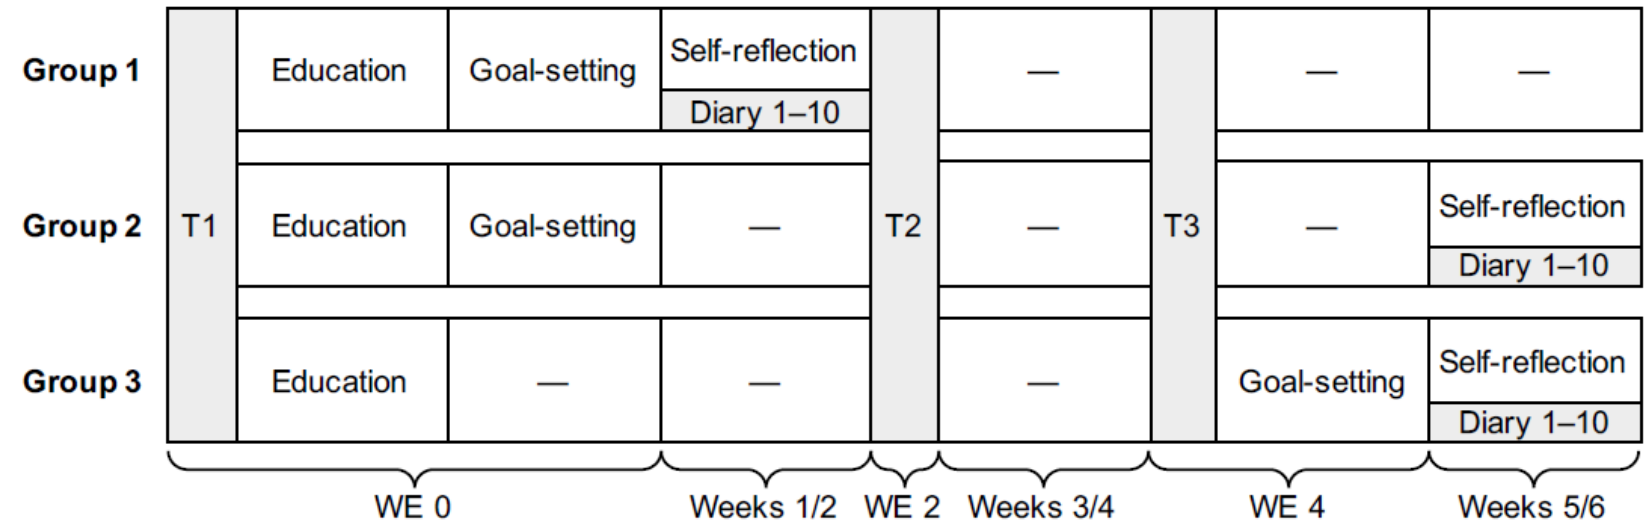 Group 1
Education
Goal-setting
Self-reflection
Diary 1–10
—
—
—
Group 2
T1
Education
Goal-setting
—
T2
—
T3
—
Self-reflection
Diary 1–10
Group 3
Education
—
—
—
Goal-setting
Self-reflection
Diary 1–10
WE 0
Weeks 1/2
WE 2
Weeks 3/4
WE 4
Weeks 5/6